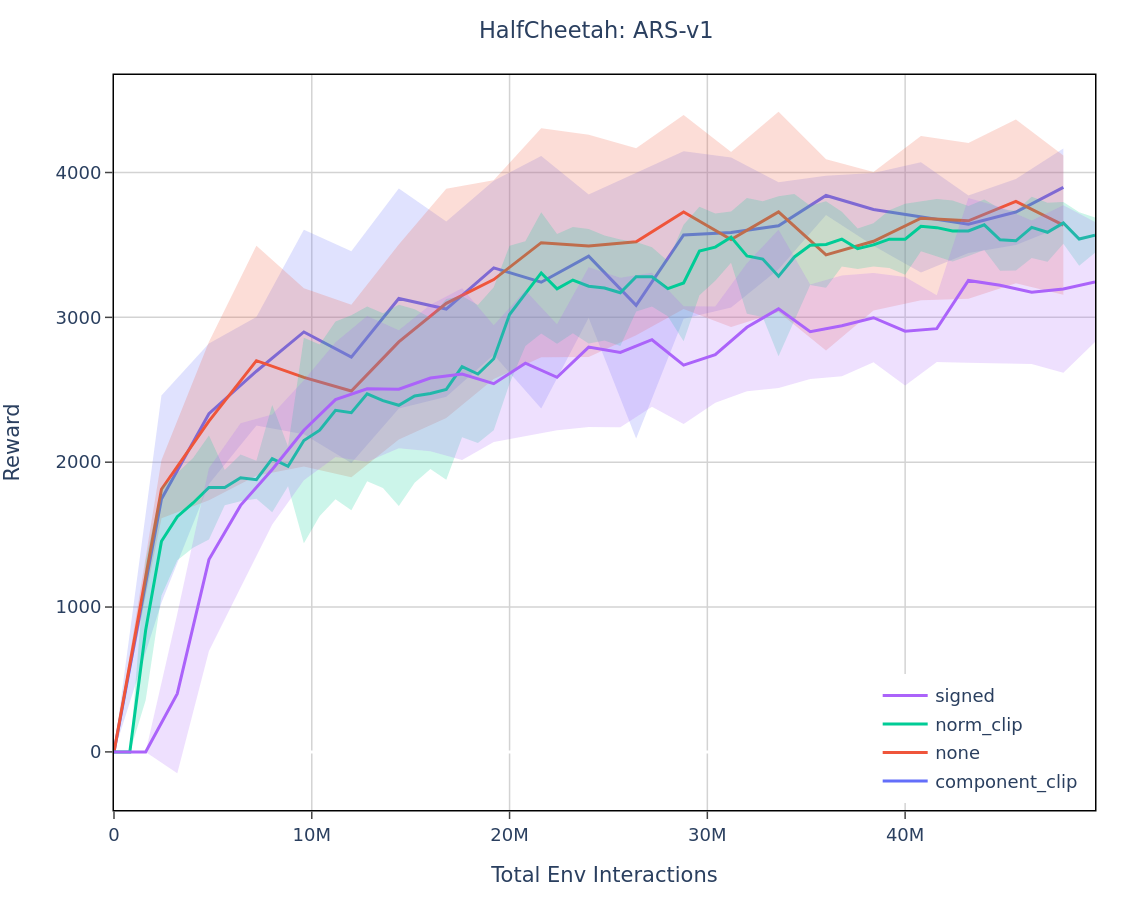 HalfCheetah: ARS-v1
Reward
4000
3000
2000
1000
0
signed
norm_clip
none
component_clip
0
10M
20M
30M
40M
Total Env Interactions